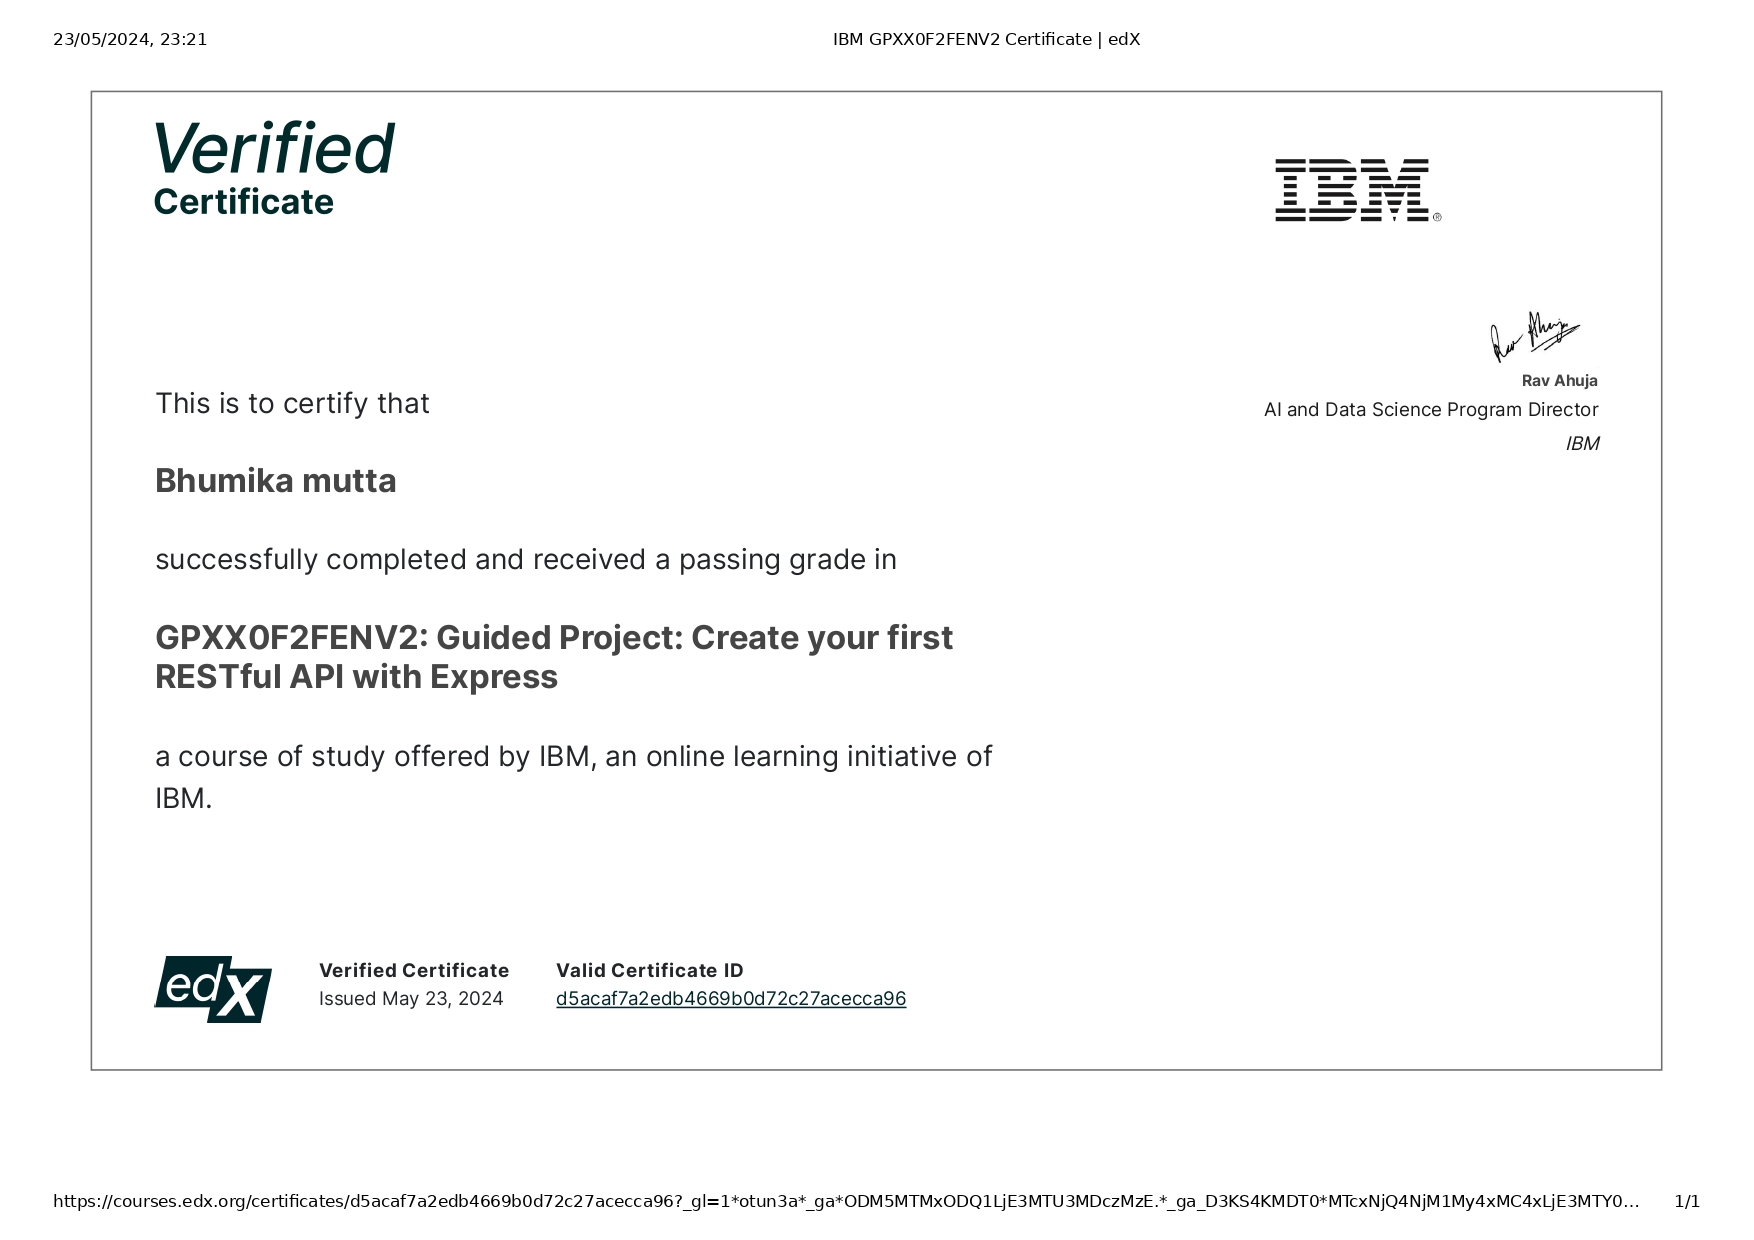 23/05/2024, 23:21
IBM GPXX0F2FENV2 Certificate | edX
Verified
Certificate
IBM®
Rav Ahuja
Rav Ahuja
AI and Data Science Program Director
IBM
This is to certify that
Bhumika mutta
successfully completed and received a passing grade in
GPXX0F2FENV2: Guided Project: Create your first
RESTful API with Express
a course of study offered by IBM, an online learning initiative of
IBM.
edX
Verified Certificate
Issued May 23, 2024
Valid Certificate ID
d5acaf7a2edb4669b0d72c27acecca96
https://courses.edx.org/certificates/d5acaf7a2edb4669b0d72c27acecca96?_gl=1*otun3a*_ga*ODM5MTMxODQ1LjE3MTU3MDczMzE.*_ga_D3KS4KMDT0*MTcxNjQ4NjM1My4xMC4xLjE3MTY0…
1/1